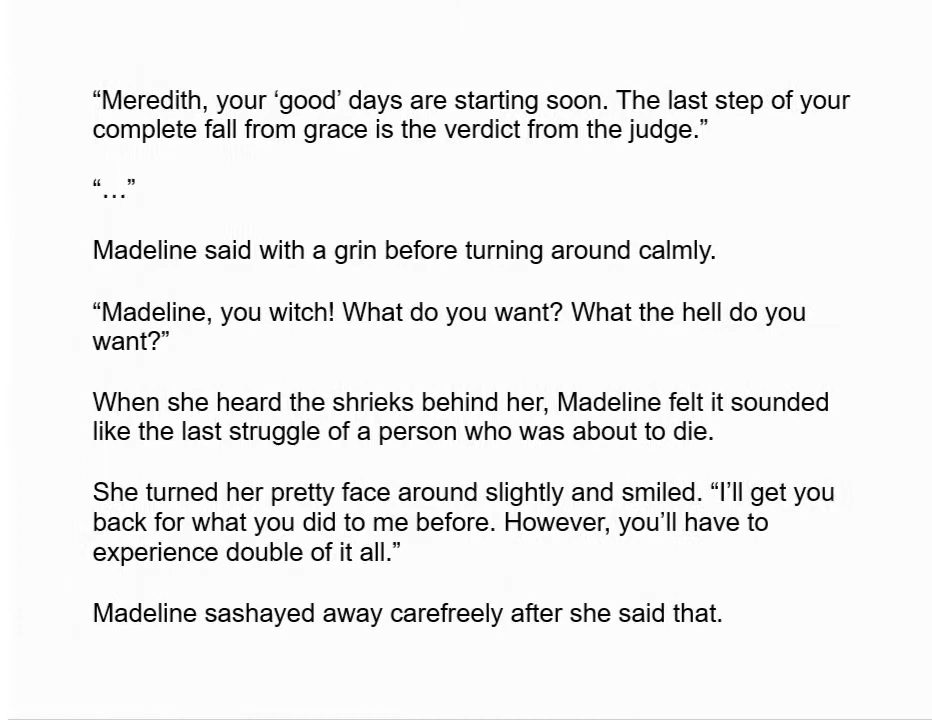 “Meredith, your ‘good’ days are starting soon. The last step of your
complete fall from grace is the verdict from the judge.”
“…”
Madeline said with a grin before turning around calmly.
“Madeline, you witch! What do you want? What the hell do you
want?”
When she heard the shrieks behind her, Madeline felt it sounded
like the last struggle of a person who was about to die.
She turned her pretty face around slightly and smiled. “I’ll get you
back for what you did to me before. However, you’ll have to
experience double of it all.”
Madeline sashayed away carefreely after she said that.